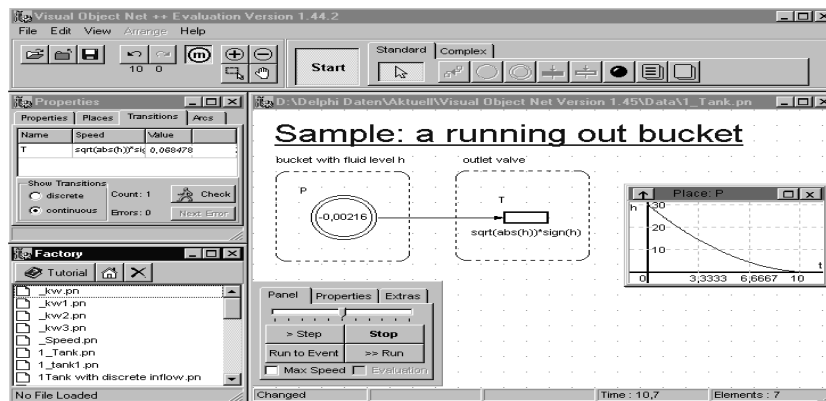 Visual Object Net ++ Evaluation Version 1.44.2
File Edit View Arrange Help
10 0
Start
Standard Complex
Properties
Properties Places Transitions Arcs
Name Speed Value
T sqrt(abs(h))*sig 0,068478
Show Transitions
discrete
continuous
Count: 1
Errors: 0
Check
Next Error
Factory
Tutorial
_kw.pn
_kw1.pn
_kw2.pn
_kw3.pn
_Speed.pn
1_Tank.pn
1_tank1.pn
1Tank with discrete inflow.pn
No File Loaded
D:\Delphi Daten\Aktuell\Visual Object Net Version 1.45\Data\1_Tank.pn
Sample: a running out bucket
bucket with fluid level h
outlet valve
P
-0,00216
T
sqrt(abs(h))*sign(h)
Place: P
h
30
20
10
t
0 3,3333 6,6667 10
Panel Properties Extras
> Step Stop
Run to Event >> Run
Max Speed Evaluation
Changed Time : 10,7 Elements : 7